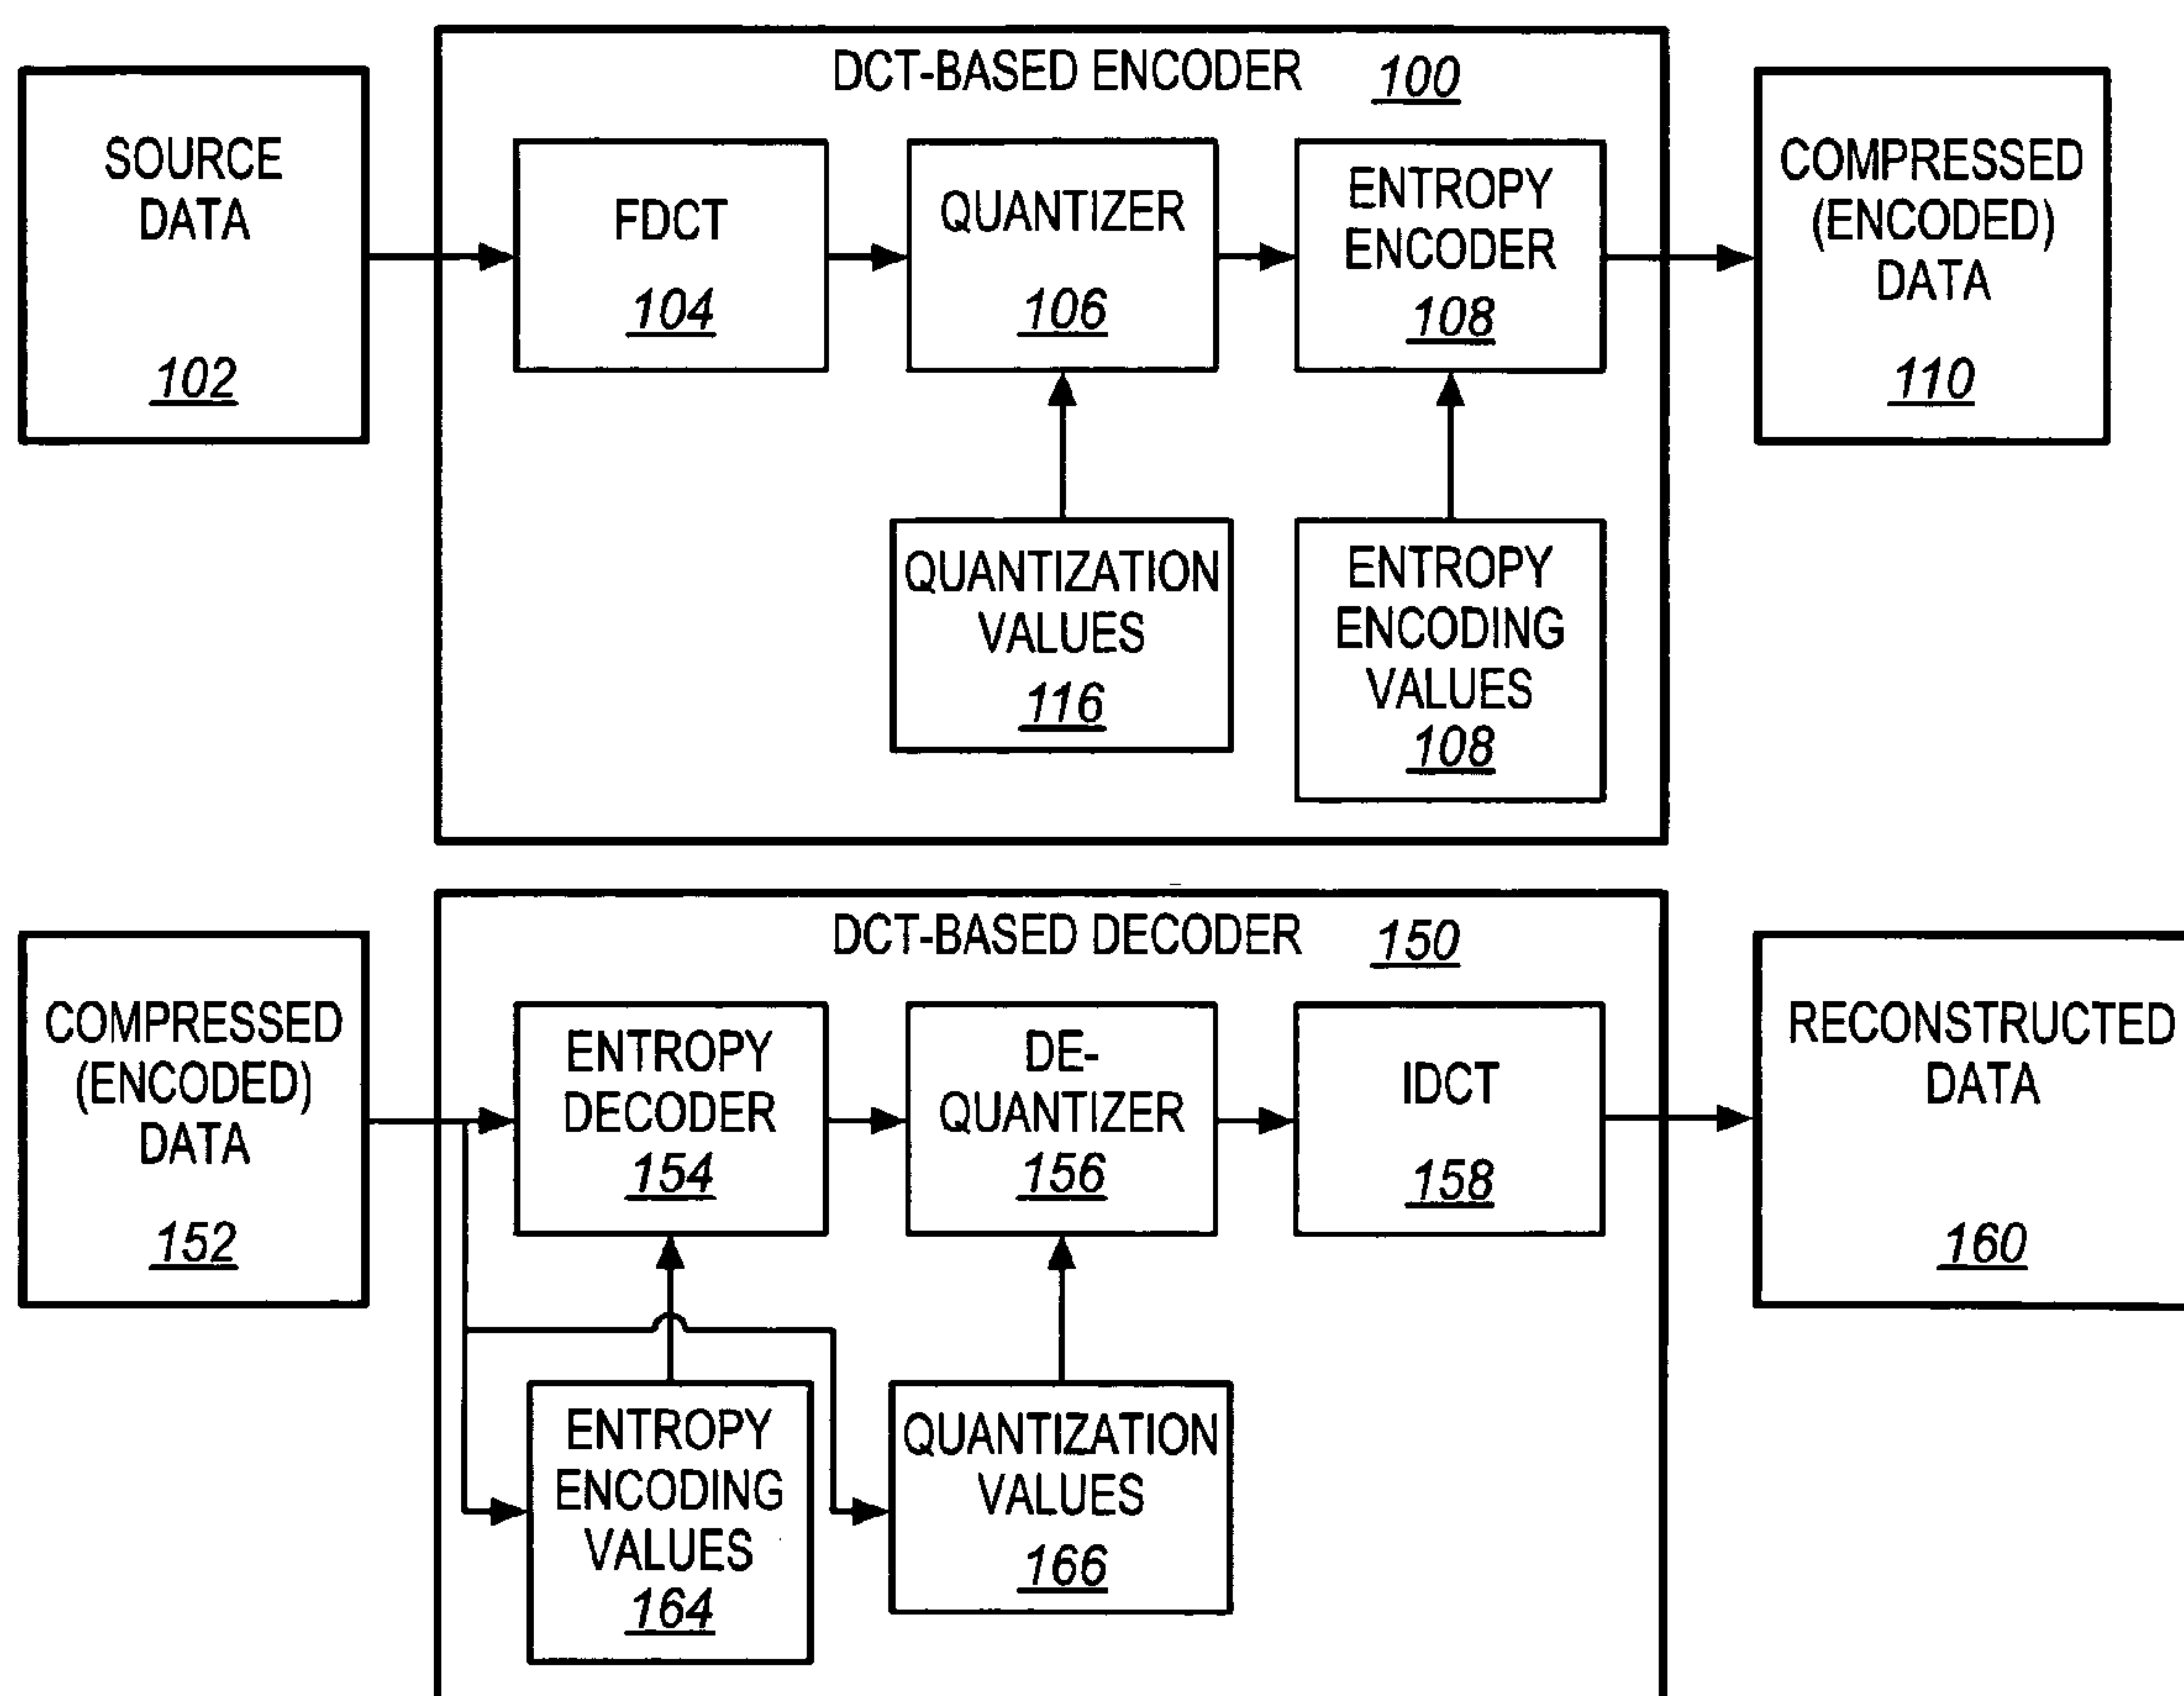 DCT-BASED ENCODER 100
SOURCE
DATA
102
FDCT
104
QUANTIZER
106
ENTROPY
ENCODER
108
COMPRESSED
(ENCODED)
DATA
110
QUANTIZATION
VALUES
116
ENTROPY
ENCODING
VALUES
108
DCT-BASED DECODER 150
COMPRESSED
(ENCODED)
DATA
152
ENTROPY
DECODER
154
DE-
QUANTIZER
156
IDCT
158
RECONSTRUCTED
DATA
160
ENTROPY
ENCODING
VALUES
164
QUANTIZATION
VALUES
166